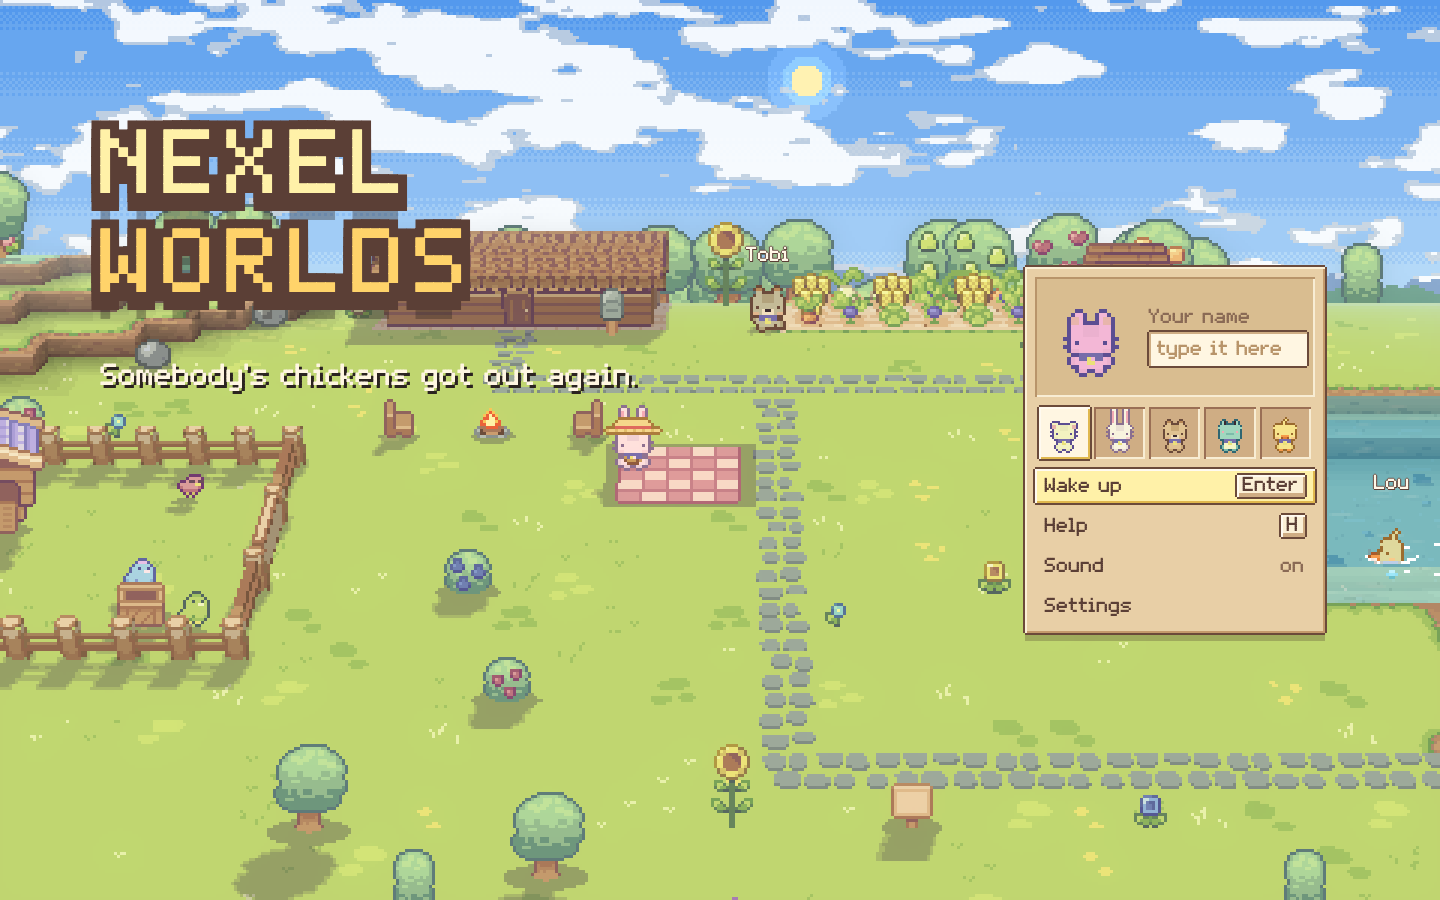 NEXEL
WORLDS
Somebody's chickens got out again.
Tobi
Your name
type it here
Wake up Enter
Help H
Sound on
Settings
Lou